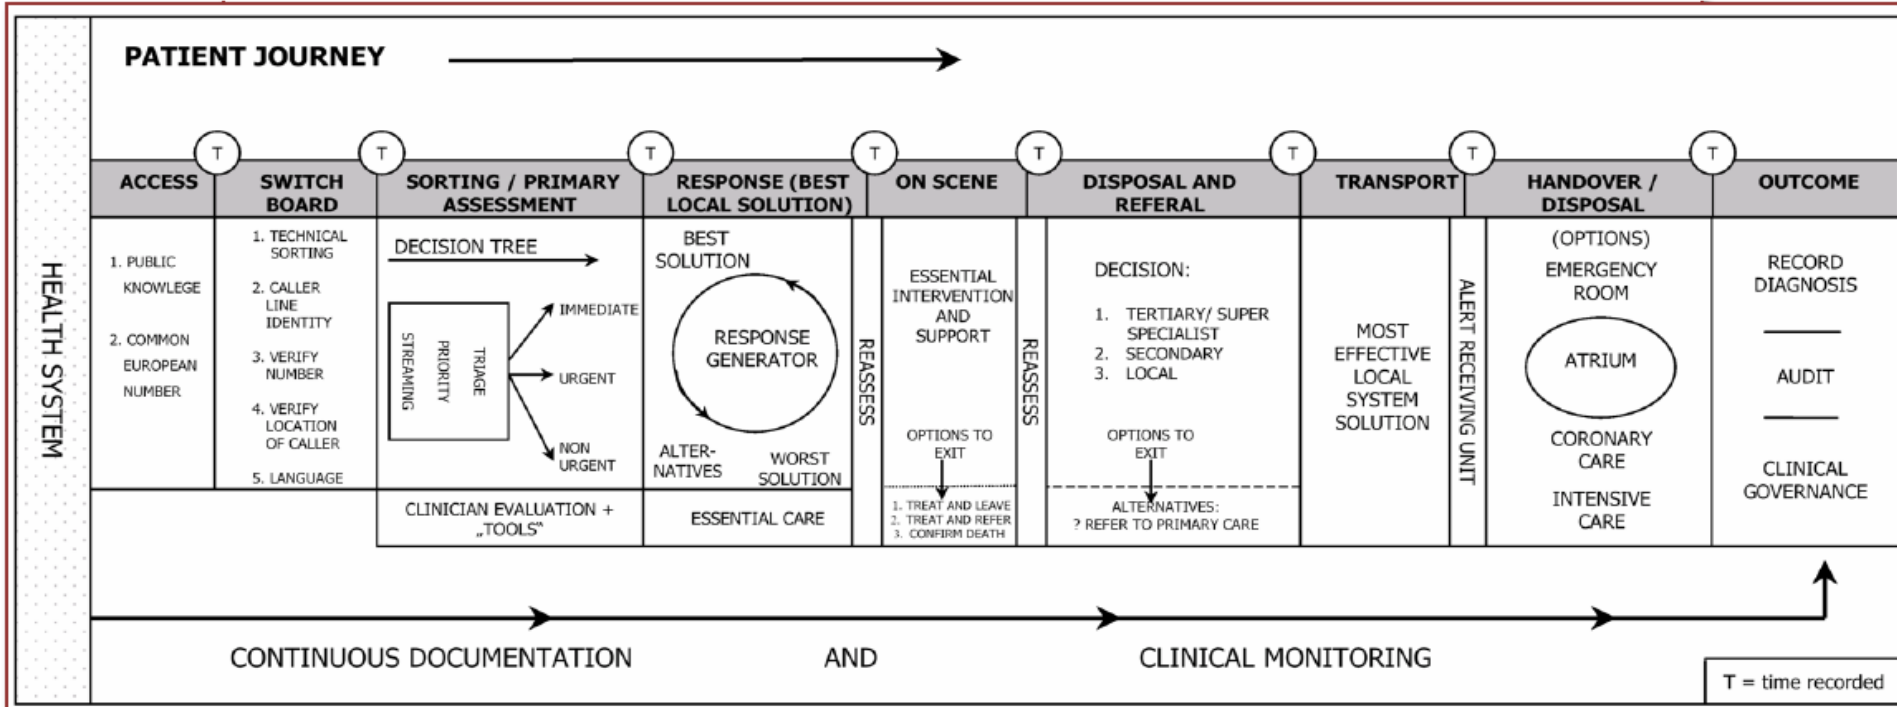 PATIENT JOURNEY
HEALTH SYSTEM
T
T
T
T
T
T
T
T
ACCESS
SWITCH
BOARD
SORTING / PRIMARY
ASSESSMENT
RESPONSE (BEST
LOCAL SOLUTION)
ON SCENE
DISPOSAL AND
REFERAL
TRANSPORT
HANDOVER /
DISPOSAL
OUTCOME
1. PUBLIC
KNOWLEGE
2. COMMON
EUROPEAN
NUMBER
1. TECHNICAL
SORTING
2. CALLER
LINE
IDENTITY
3. VERIFY
NUMBER
4. VERIFY
LOCATION
OF CALLER
5. LANGUAGE
DECISION TREE
TRIAGE
PRIORITY
STREAMING
IMMEDIATE
URGENT
NON
URGENT
CLINICIAN EVALUATION +
„TOOLS“
BEST
SOLUTION
RESPONSE
GENERATOR
ALTER-
NATIVES
WORST
SOLUTION
ESSENTIAL CARE
REASSESS
ESSENTIAL
INTERVENTION
AND
SUPPORT
OPTIONS TO
EXIT
1. TREAT AND LEAVE
2. TREAT AND REFER
3. CONFIRM DEATH
REASSESS
DECISION:
1. TERTIARY/ SUPER
SPECIALIST
2. SECONDARY
3. LOCAL
OPTIONS TO
EXIT
ALTERNATIVES:
? REFER TO PRIMARY CARE
MOST
EFFECTIVE
LOCAL
SYSTEM
SOLUTION
ALERT RECEIVING UNIT
(OPTIONS)
EMERGENCY
ROOM
ATRIUM
CORONARY
CARE
INTENSIVE
CARE
RECORD
DIAGNOSIS
AUDIT
CLINICAL
GOVERNANCE
CONTINUOUS DOCUMENTATION AND CLINICAL MONITORING
T = time recorded